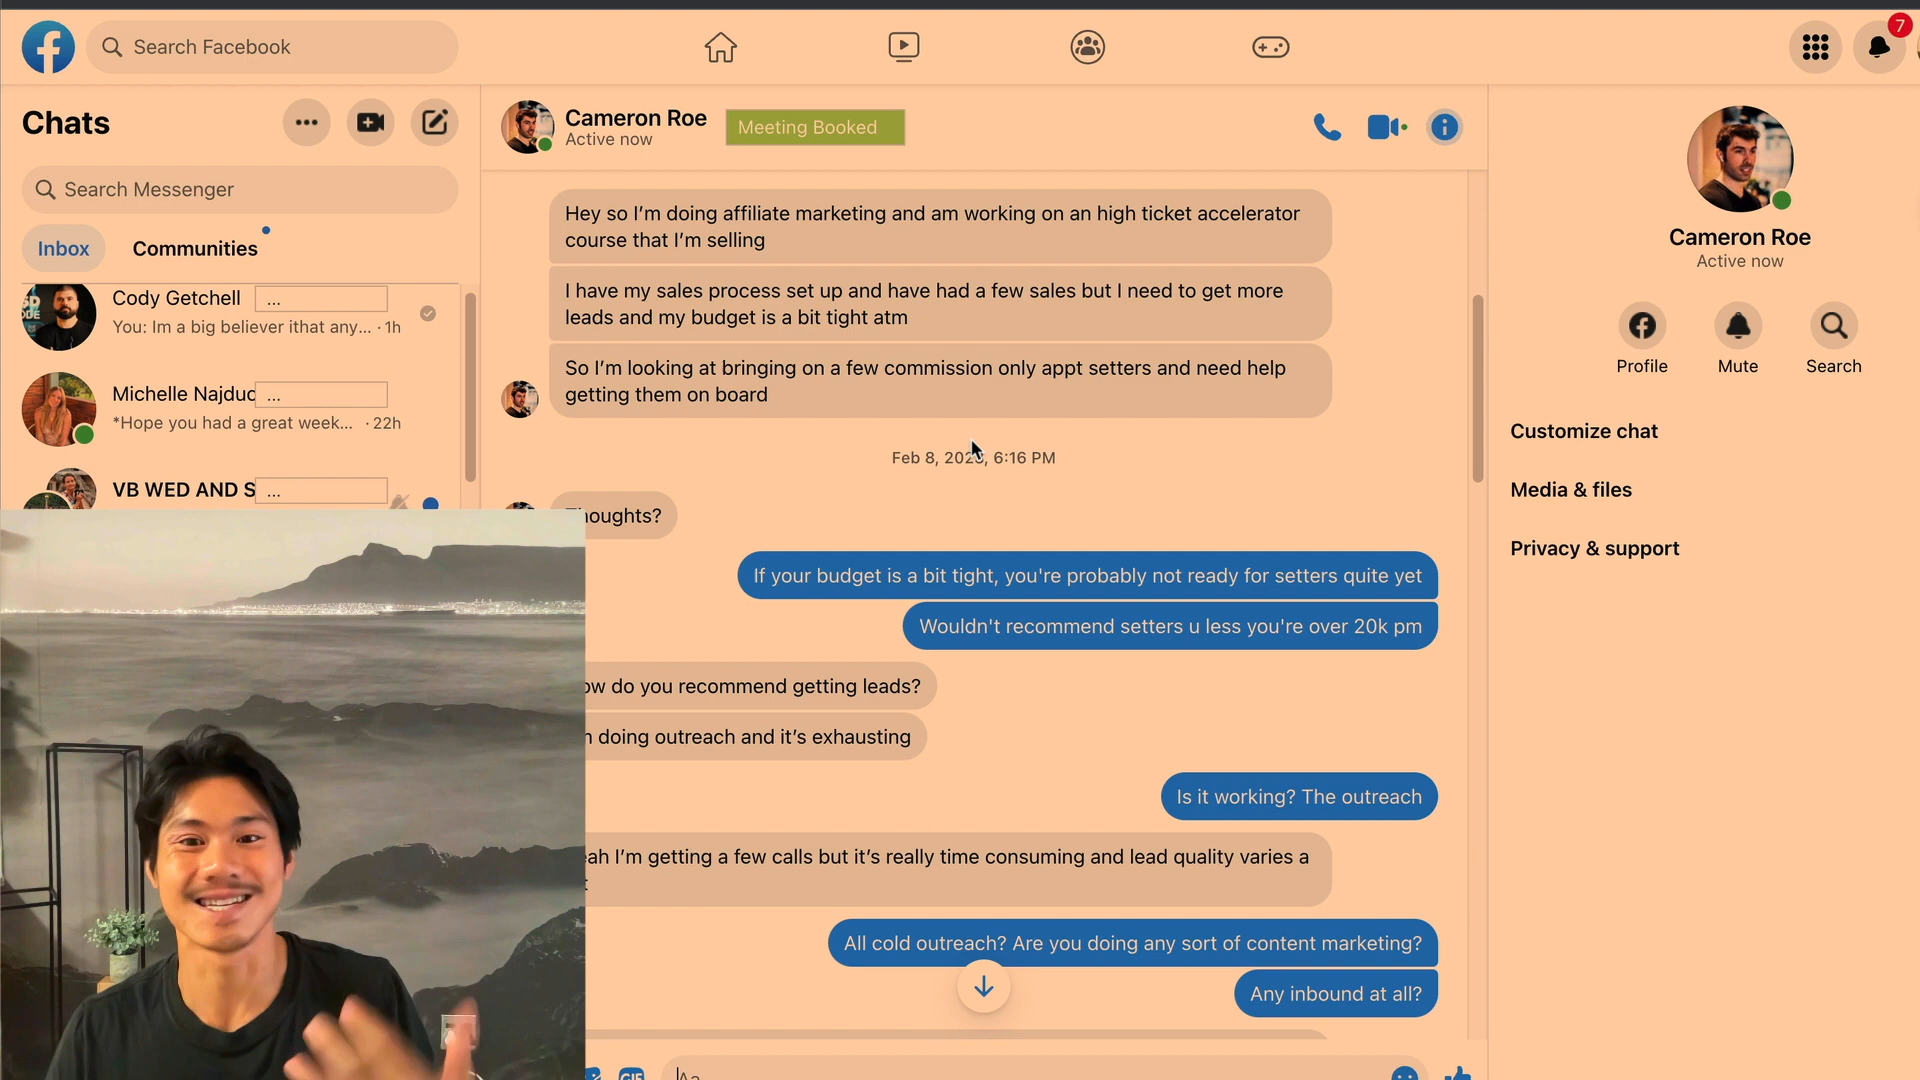 Search Facebook
7
Chats
Search Messenger
Inbox
Communities
Cody Getchell
...
You: Im a big believer ithat any... · 1h
Michelle Najduc
...
*Hope you had a great week... · 22h
VB WED AND S
...
Cameron Roe
Active now
Meeting Booked
Hey so I’m doing affiliate marketing and am working on an high ticket accelerator
course that I’m selling
I have my sales process set up and have had a few sales but I need to get more
leads and my budget is a bit tight atm
So I’m looking at bringing on a few commission only appt setters and need help
getting them on board
Feb 8, 6:16 PM
Thoughts?
If your budget is a bit tight, you're probably not ready for setters quite yet
Wouldn't recommend setters u less you're over 20k pm
do you recommend getting leads?
doing outreach and it’s exhausting
Is it working? The outreach
I’m getting a few calls but it’s really time consuming and lead quality varies a
All cold outreach? Are you doing any sort of content marketing?
Any inbound at all?
GIF
Aa
Cameron Roe
Active now
Profile
Mute
Search
Customize chat
Media & files
Privacy & support